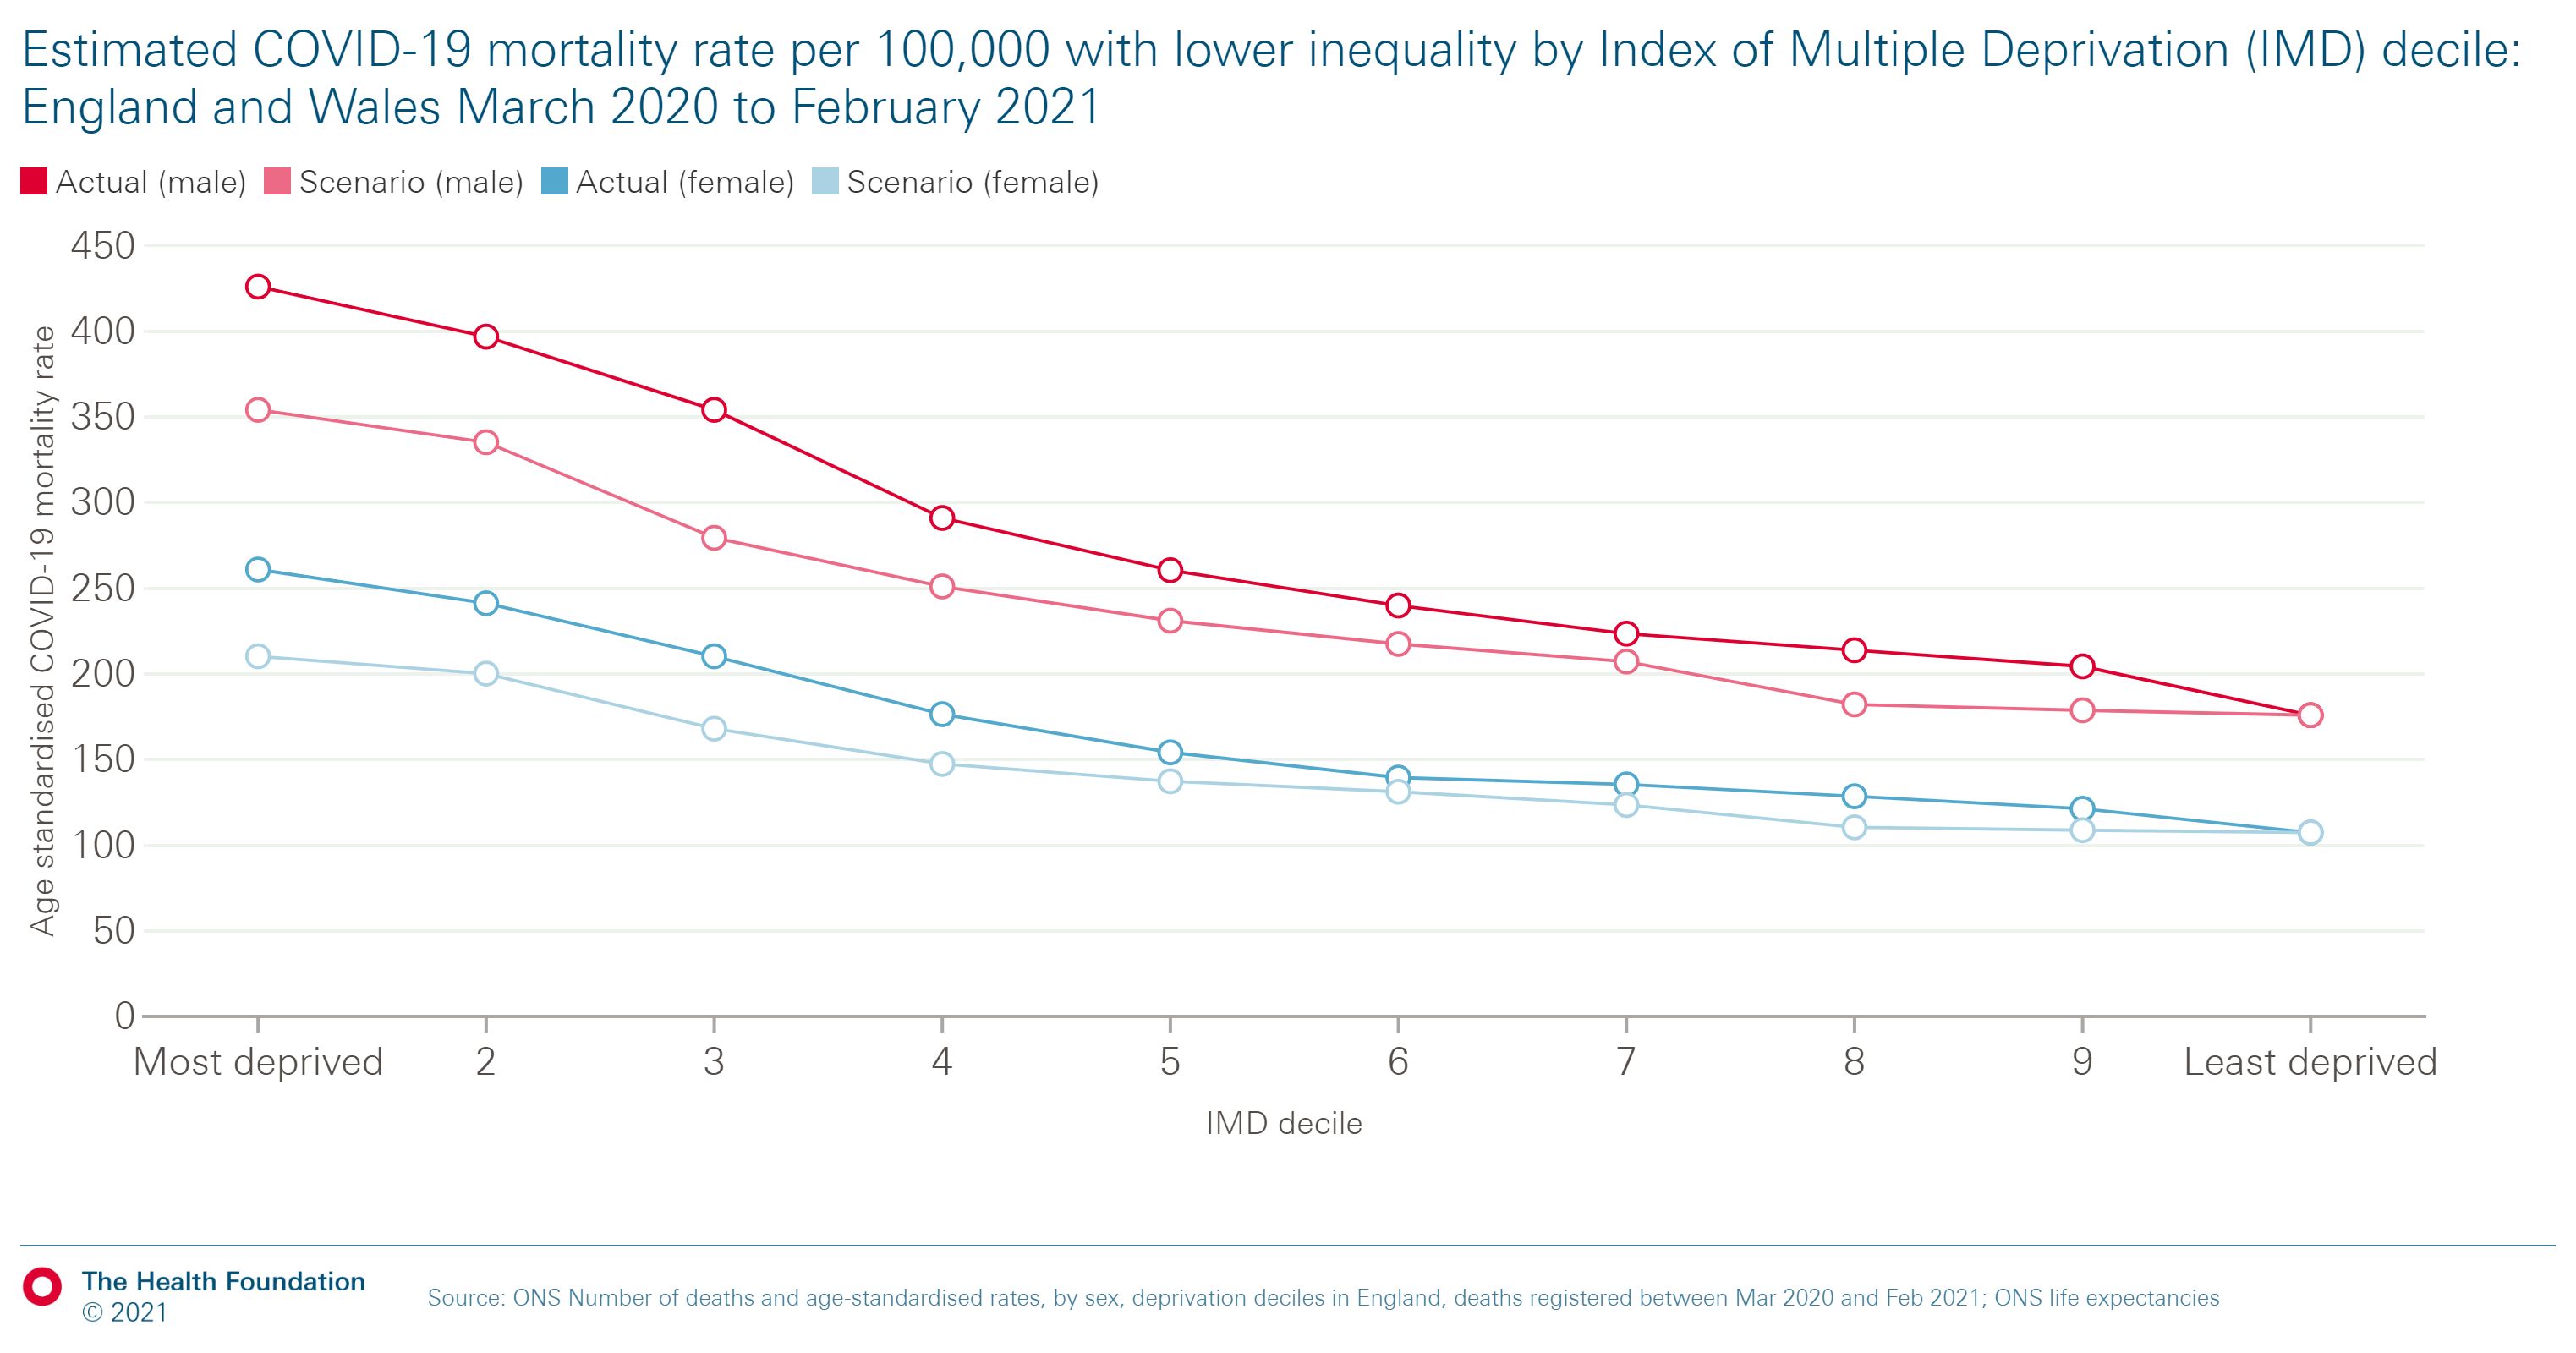 Estimated COVID-19 mortality rate per 100,000 with lower inequality by Index of Multiple Deprivation (IMD) decile:
England and Wales March 2020 to February 2021
Actual (male) Scenario (male) Actual (female) Scenario (female)
Age standardised COVID-19 mortality rate
450
400
350
300
250
200
150
100
50
0
Most deprived 2 3 4 5 6 7 8 9 Least deprived
IMD decile
The Health Foundation
© 2021
Source: ONS Number of deaths and age-standardised rates, by sex, deprivation deciles in England, deaths registered between Mar 2020 and Feb 2021; ONS life expectancies